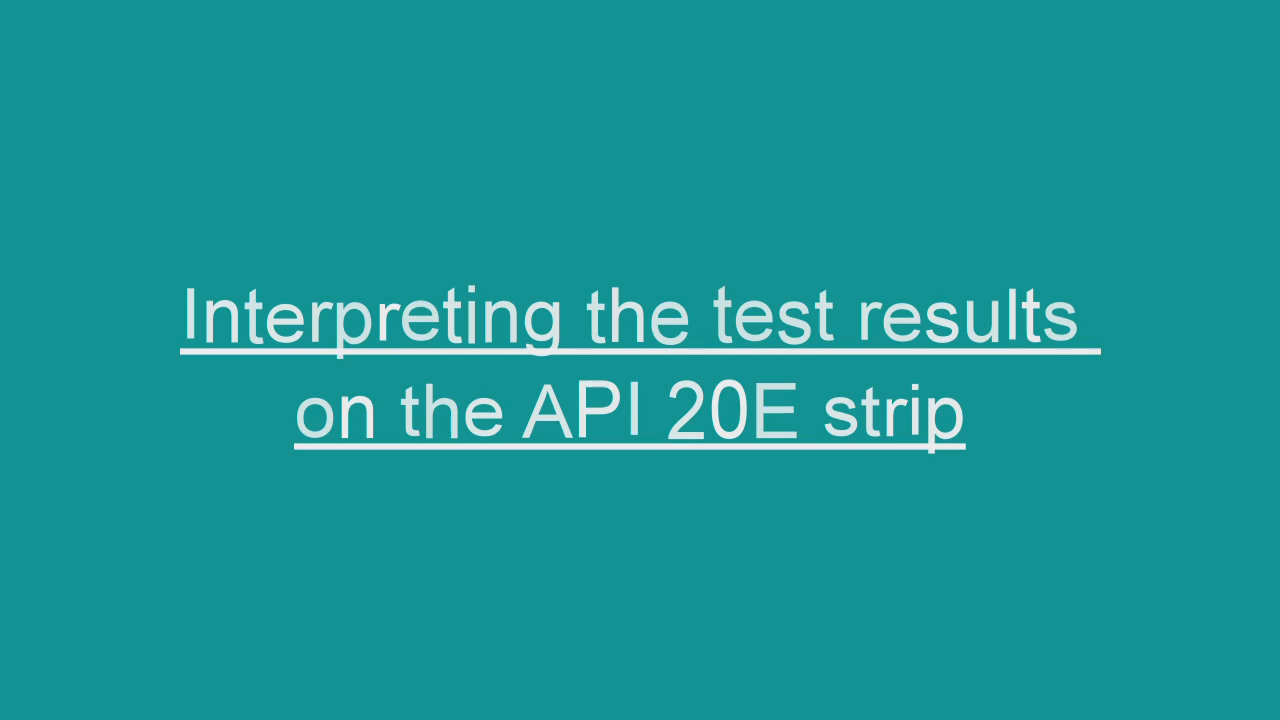 Interpreting the test results
on the API 20E strip